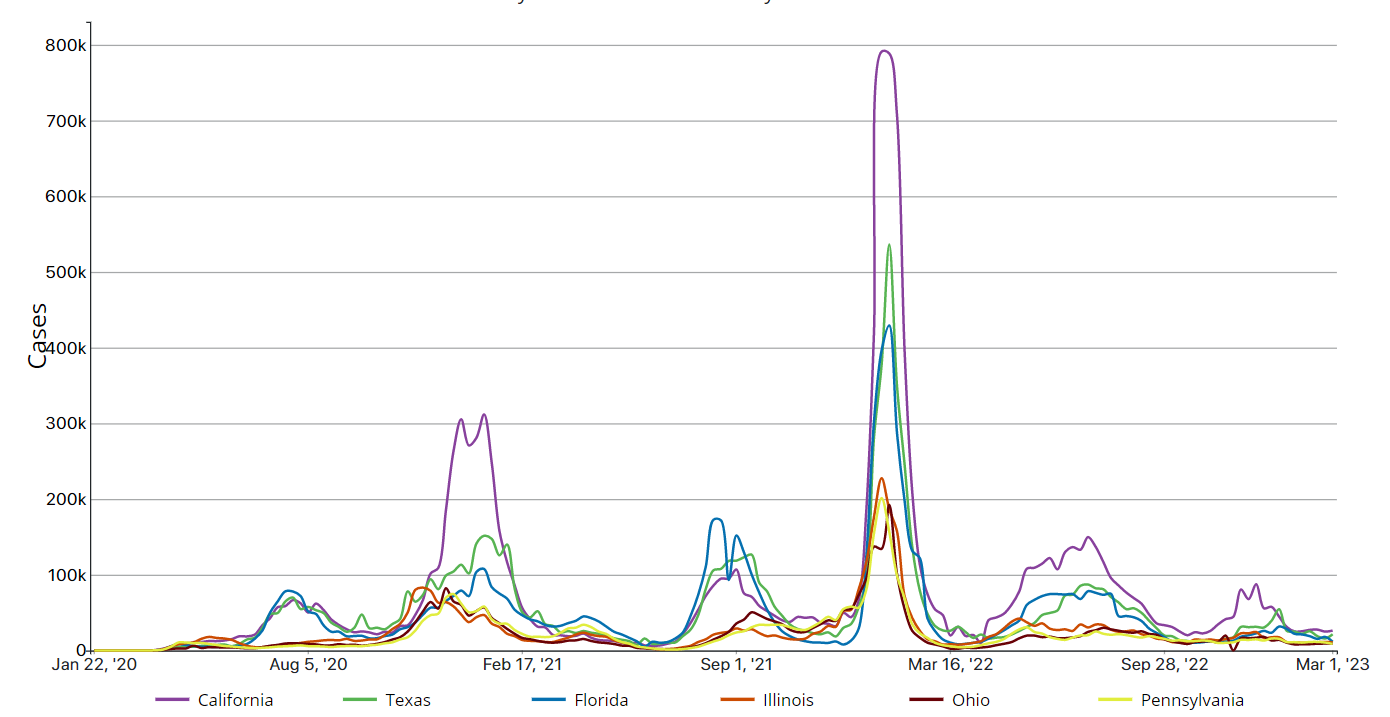 800k
700k
600k
500k
400k
300k
200k
100k
0
Cases
Jan 22, '20 Aug 5, '20 Feb 17, '21 Sep 1, '21 Mar 16, '22 Sep 28, '22 Mar 1, '23
California Texas Florida Illinois Ohio Pennsylvania